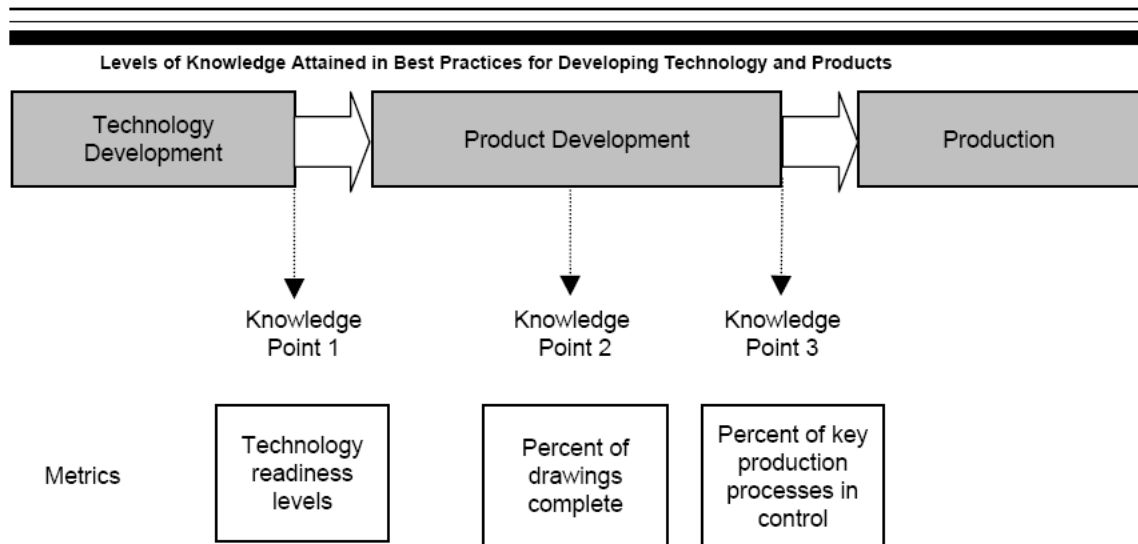 Levels of Knowledge Attained in Best Practices for Developing Technology and Products
Technology
Development
Product Development
Production
Knowledge
Point 1
Knowledge
Point 2
Knowledge
Point 3
Metrics
Technology
readiness
levels
Percent of
drawings
complete
Percent of key
production
processes in
control